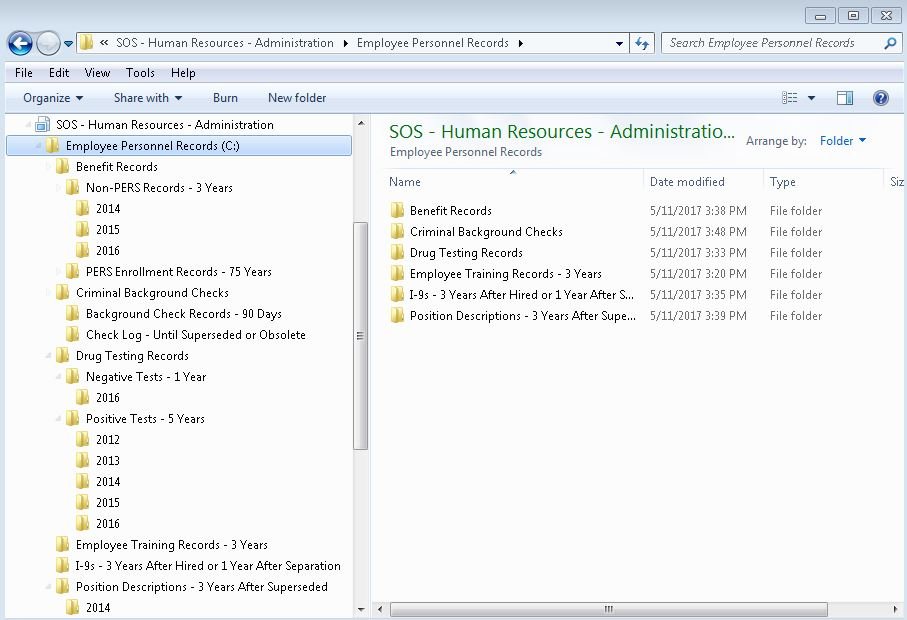 « SOS - Human Resources - Administration ▸ Employee Personnel Records ▸
Search Employee Personnel Records
File Edit View Tools Help
Organize Share with Burn New folder
SOS - Human Resources - Administration
Employee Personnel Records (C:)
Benefit Records
Non-PERS Records - 3 Years
2014
2015
2016
PERS Enrollment Records - 75 Years
Criminal Background Checks
Background Check Records - 90 Days
Check Log - Until Superseded or Obsolete
Drug Testing Records
Negative Tests - 1 Year
2016
Positive Tests - 5 Years
2012
2013
2014
2015
2016
Employee Training Records - 3 Years
I-9s - 3 Years After Hired or 1 Year After Separation
Position Descriptions - 3 Years After Superseded
2014
SOS - Human Resources - Administratio...
Employee Personnel Records
Arrange by: Folder
Name Date modified Type Siz
Benefit Records 5/11/2017 3:38 PM File folder
Criminal Background Checks 5/11/2017 3:48 PM File folder
Drug Testing Records 5/11/2017 3:33 PM File folder
Employee Training Records - 3 Years 5/11/2017 3:20 PM File folder
I-9s - 3 Years After Hired or 1 Year After S... 5/11/2017 3:35 PM File folder
Position Descriptions - 3 Years After Supe... 5/11/2017 3:39 PM File folder